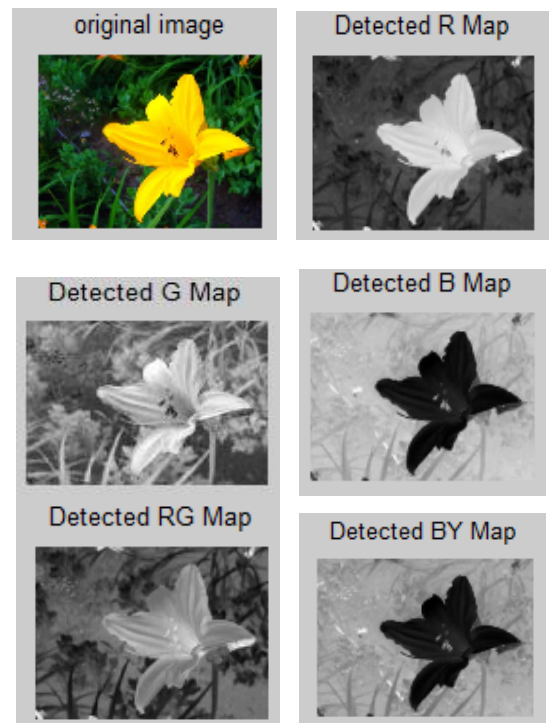 original image
Detected R Map
Detected G Map
Detected B Map
Detected RG Map
Detected BY Map